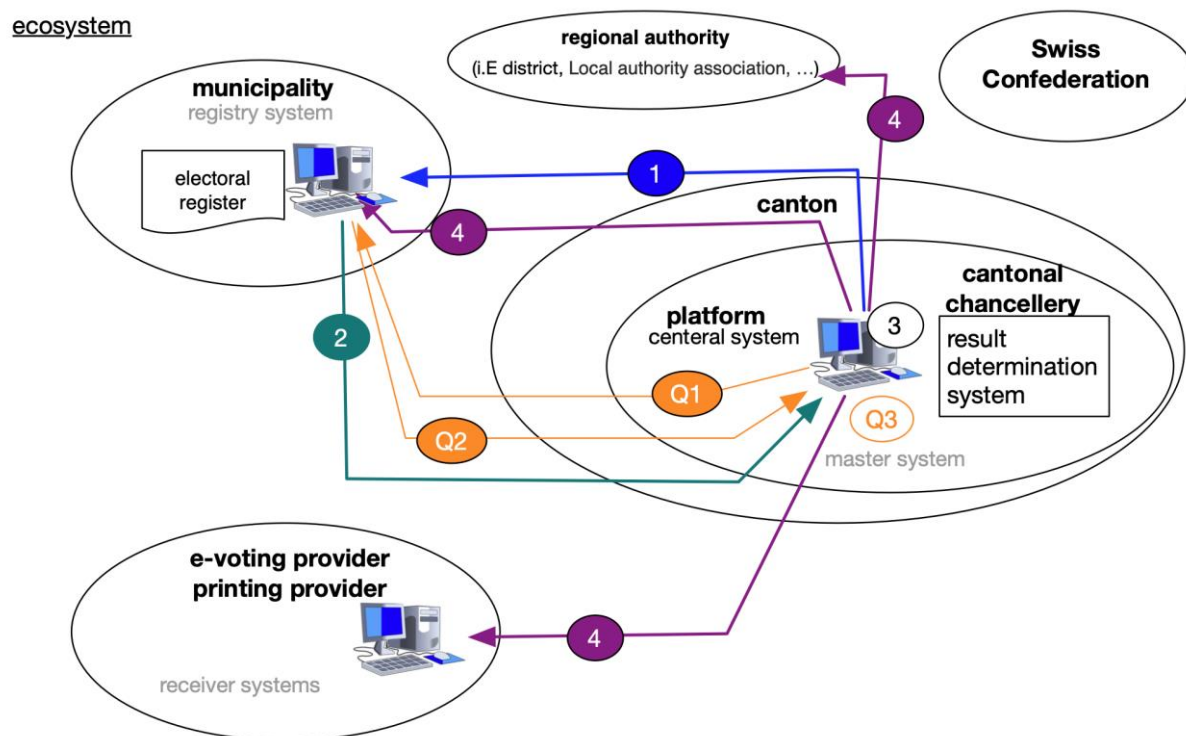 ecosystem
regional authority
(i.E district, Local authority association, ...)
Swiss
Confederation
municipality
registry system
electoral
register
4
1
canton
4
cantonal
chancellery
platform
centeral system
3
result
determination
system
2
Q1
Q3
Q2
master system
e-voting provider
printing provider
4
receiver systems